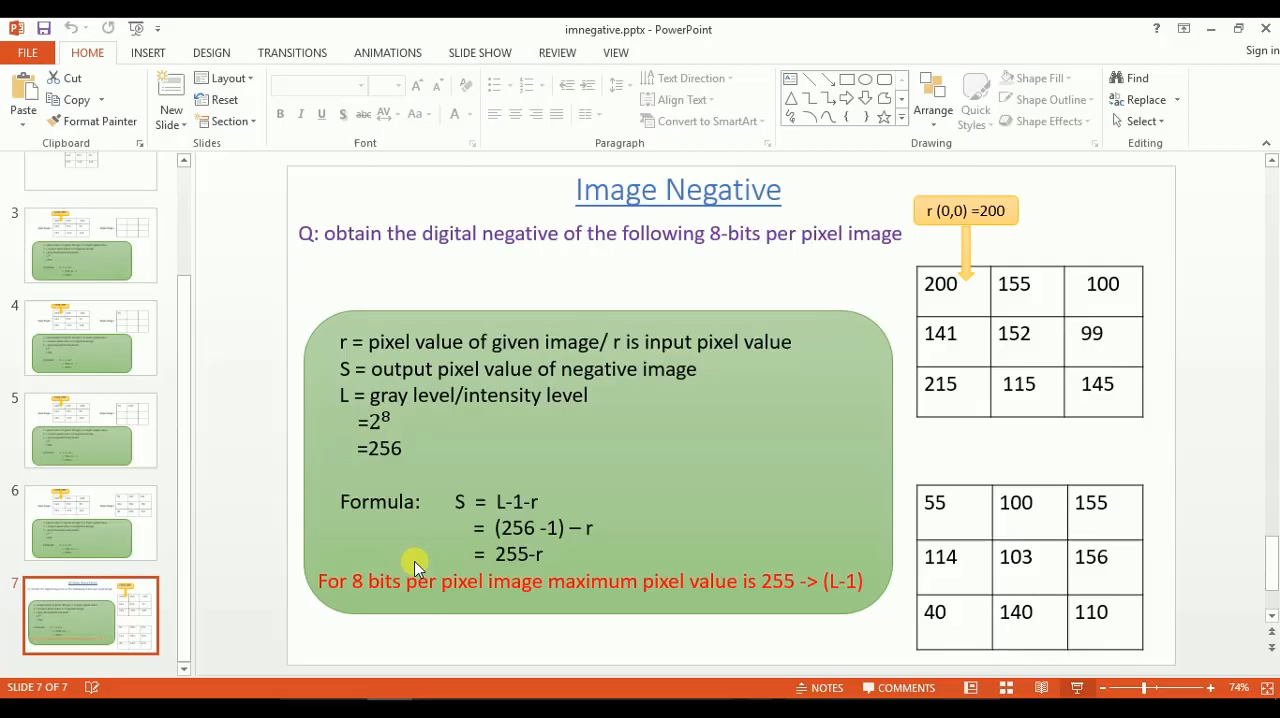 imnegative.pptx - PowerPoint
Sign in
FILE HOME INSERT DESIGN TRANSITIONS ANIMATIONS SLIDE SHOW REVIEW VIEW
Paste
Cut
Copy
Format Painter
Clipboard
New Slide
Layout
Reset
Section
Slides
B I U S abc AV Aa A
Font
Text Direction
Align Text
Convert to SmartArt
Paragraph
Arrange
Quick Styles
Shape Fill
Shape Outline
Shape Effects
Drawing
Find
Replace
Select
Editing
3
4
5
6
7
Image Negative
Q: obtain the digital negative of the following 8-bits per pixel image
r (0,0) =200
200 155 100
141 152 99
215 115 145
r = pixel value of given image/ r is input pixel value
S = output pixel value of negative image
L = gray level/intensity level
=2⁸
=256
Formula: S = L-1-r
= (256 -1) – r
= 255-r
For 8 bits per pixel image maximum pixel value is 255 -> (L-1)
55 100 155
114 103 156
40 140 110
SLIDE 7 OF 7
NOTES
COMMENTS
74%